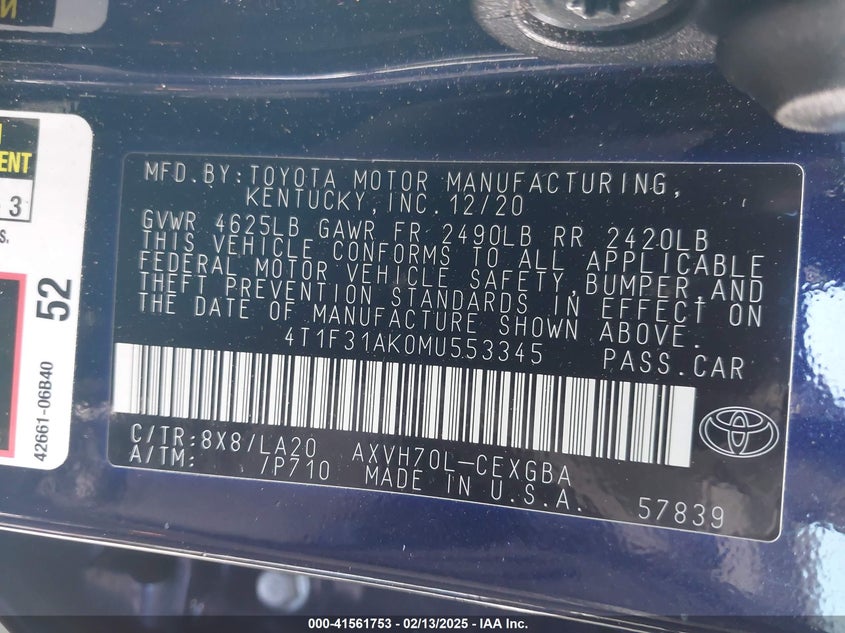 N
ENT
3
S.
52
42661-06B40
MFD.BY:TOYOTA MOTOR MANUFACTURING,
KENTUCKY,INC.12/20
GVWR 4625LB GAWR FR 2490LB RR 2420LB
THIS VEHICLE CONFORMS TO ALL APPLICABLE
FEDERAL MOTOR VEHICLE SAFETY,BUMPER,AND
THEFT PREVENTION STANDARDS IN EFFECT ON
THE DATE OF MANUFACTURE SHOWN ABOVE.
4T1F31AK0MU553345 PASS.CAR
C/TR:8X8/LA20 AXVH70L-CEXGBA
A/TM: /P710 MADE IN U.S.A.
57839
000-41561753 - 02/13/2025 - IAA Inc.